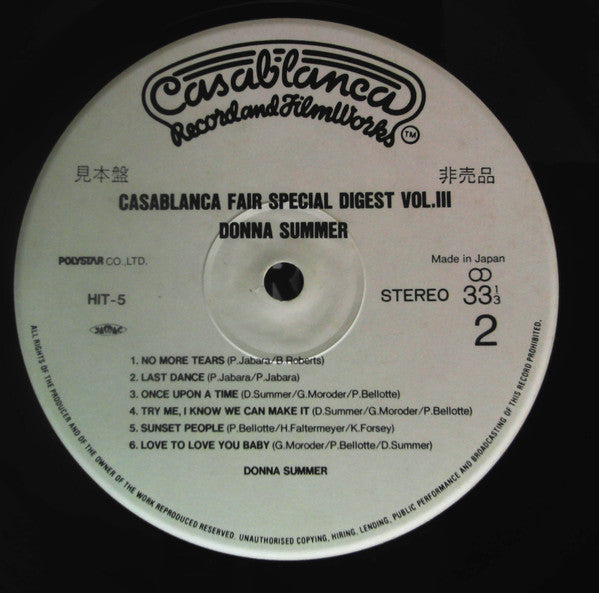 Casablanca
Record and FilmWorks TM
見本盤
非売品
CASABLANCA FAIR SPECIAL DIGEST VOL.III
DONNA SUMMER
POLYSTAR CO., LTD.
Made in Japan
HIT-5
STEREO 33 1/3
2
1. NO MORE TEARS (P.Jabara/B Roberts)
2. LAST DANCE (P.Jabara/P.Jabara)
3. ONCE UPON A TIME (D.Summer/G.Moroder/P.Bellotte)
4. TRY ME, I KNOW WE CAN MAKE IT (D.Summer/G.Moroder/P.Bellotte)
5. SUNSET PEOPLE (P.Bellotte/H.Faltermeyer/K.Forsey)
6. LOVE TO LOVE YOU BABY (G.Moroder/P.Bellotte/D.Summer)
DONNA SUMMER
ALL RIGHTS OF THE PRODUCER AND OF THE OWNER OF THE WORK REPRODUCED RESERVED. UNAUTHORISED COPYING, HIRING, LENDING, PUBLIC PERFORMANCE AND BROADCASTING OF THIS RECORD PROHIBITED.